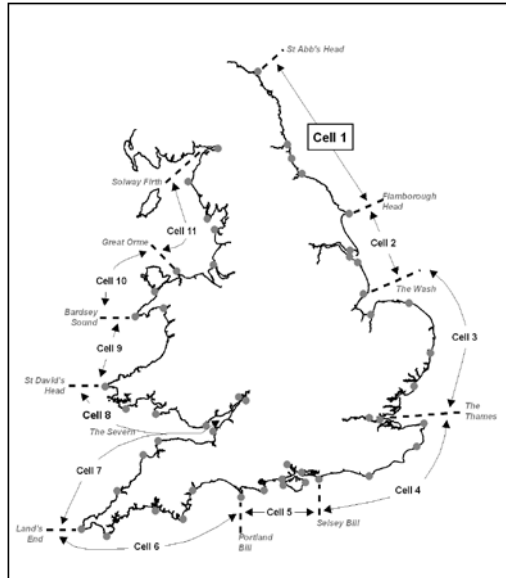 St Abb's Head
Cell 1
Solway Firth
Flamborough
Head
Cell 11
Great Orme
Cell 2
Cell 10
The Wash
Bardsey
Sound
Cell 3
Cell 9
St David's
Head
The
Thames
Cell 8
The Severn
Cell 7
Cell 4
Land's
End
Cell 5
Selsey Bill
Cell 6
Portland
Bill